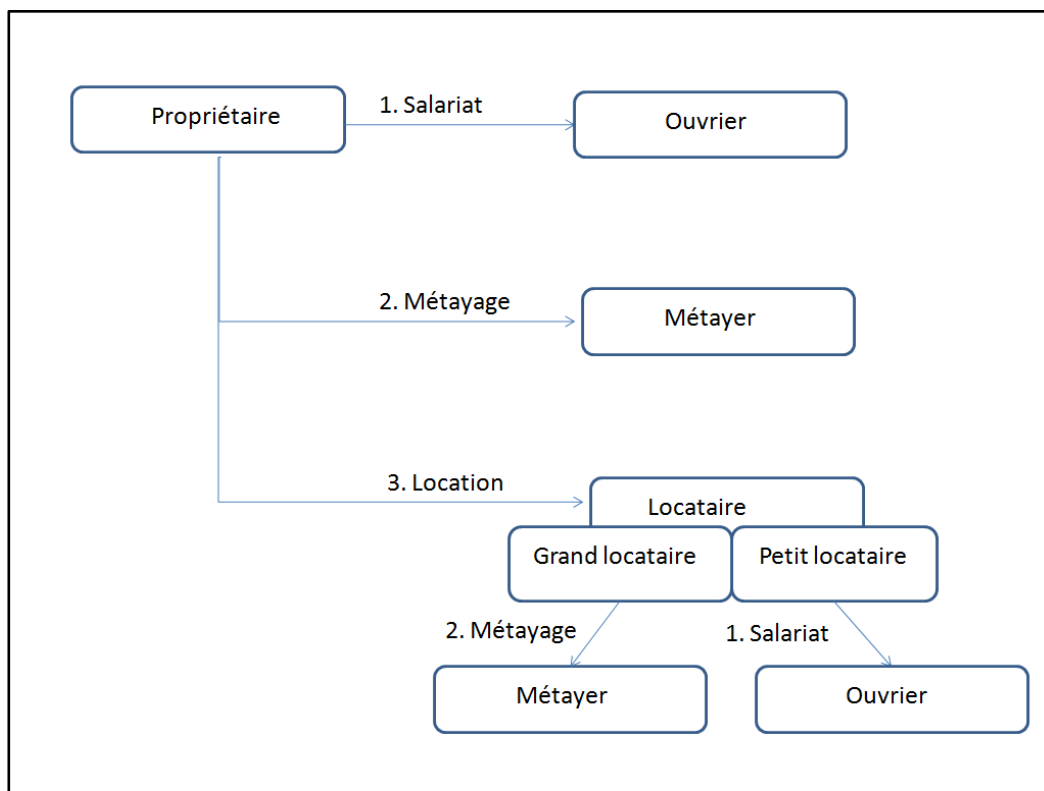 Propriétaire
1. Salariat
Ouvrier
2. Métayage
Métayer
3. Location
Locataire
Grand locataire
Petit locataire
2. Métayage
1. Salariat
Métayer
Ouvrier